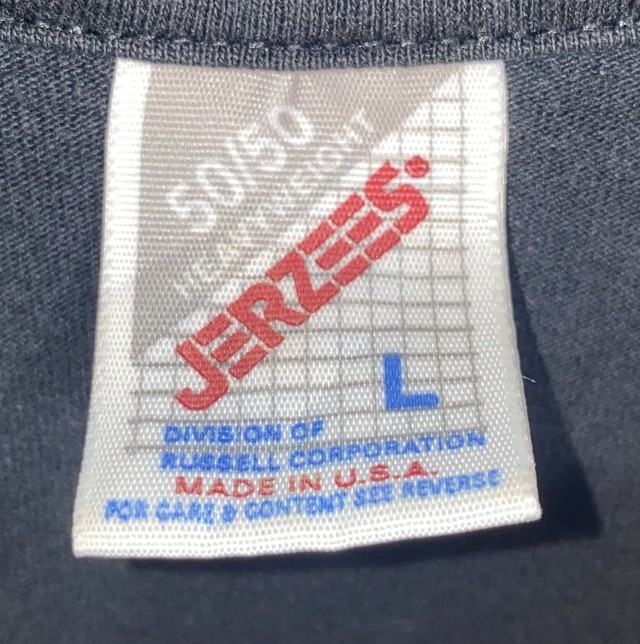 50/50
HEAVYWEIGHT
JERZEES
L
DIVISION OF
RUSSELL CORPORATION
MADE IN U.S.A.
FOR CARE & CONTENT SEE REVERSE